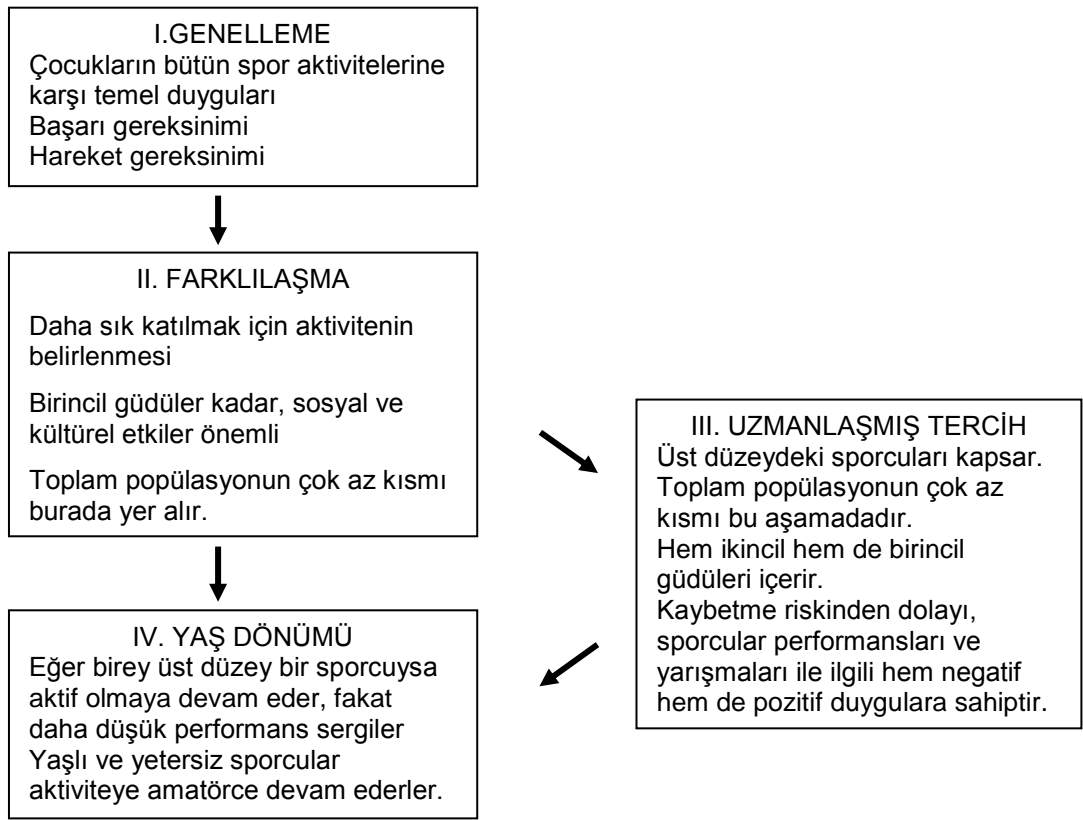 I.GENELLEME
Çocukların bütün spor aktivitelerine
karşı temel duyguları
Başarı gereksinimi
Hareket gereksinimi
II. FARKLILAŞMA
Daha sık katılmak için aktivitenin
belirlenmesi
Birincil güdüler kadar, sosyal ve
kültürel etkiler önemli
Toplam popülasyonun çok az kısmı
burada yer alır.
III. UZMANLAŞMIŞ TERCİH
Üst düzeydeki sporcuları kapsar.
Toplam popülasyonun çok az
kısmı bu aşamadadır.
Hem ikincil hem de birincil
güdüleri içerir.
Kaybetme riskinden dolayı,
sporcular performansları ve
yarışmaları ile ilgili hem negatif
hem de pozitif duygulara sahiptir.
IV. YAŞ DÖNÜMÜ
Eğer birey üst düzey bir sporcuysa
aktif olmaya devam eder, fakat
daha düşük performans sergiler
Yaşlı ve yetersiz sporcular
aktiviteye amatörce devam ederler.